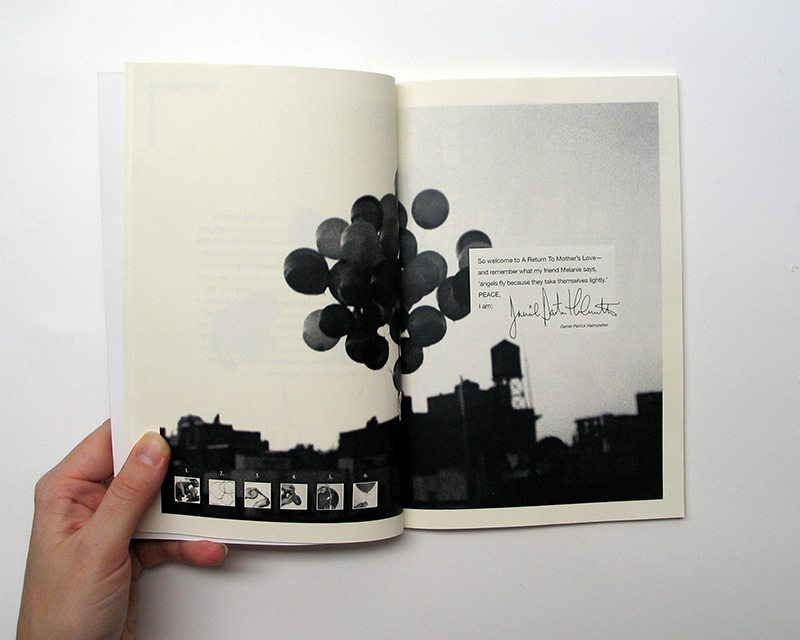 1. 2. 3. 4. 5. 6.
So welcome to A Return To Mother's Love—
and remember what my friend Melanie says,
'angels fly because they take themselves lightly.'
PEACE,
I am:
Daniel Patrick Helmstetter